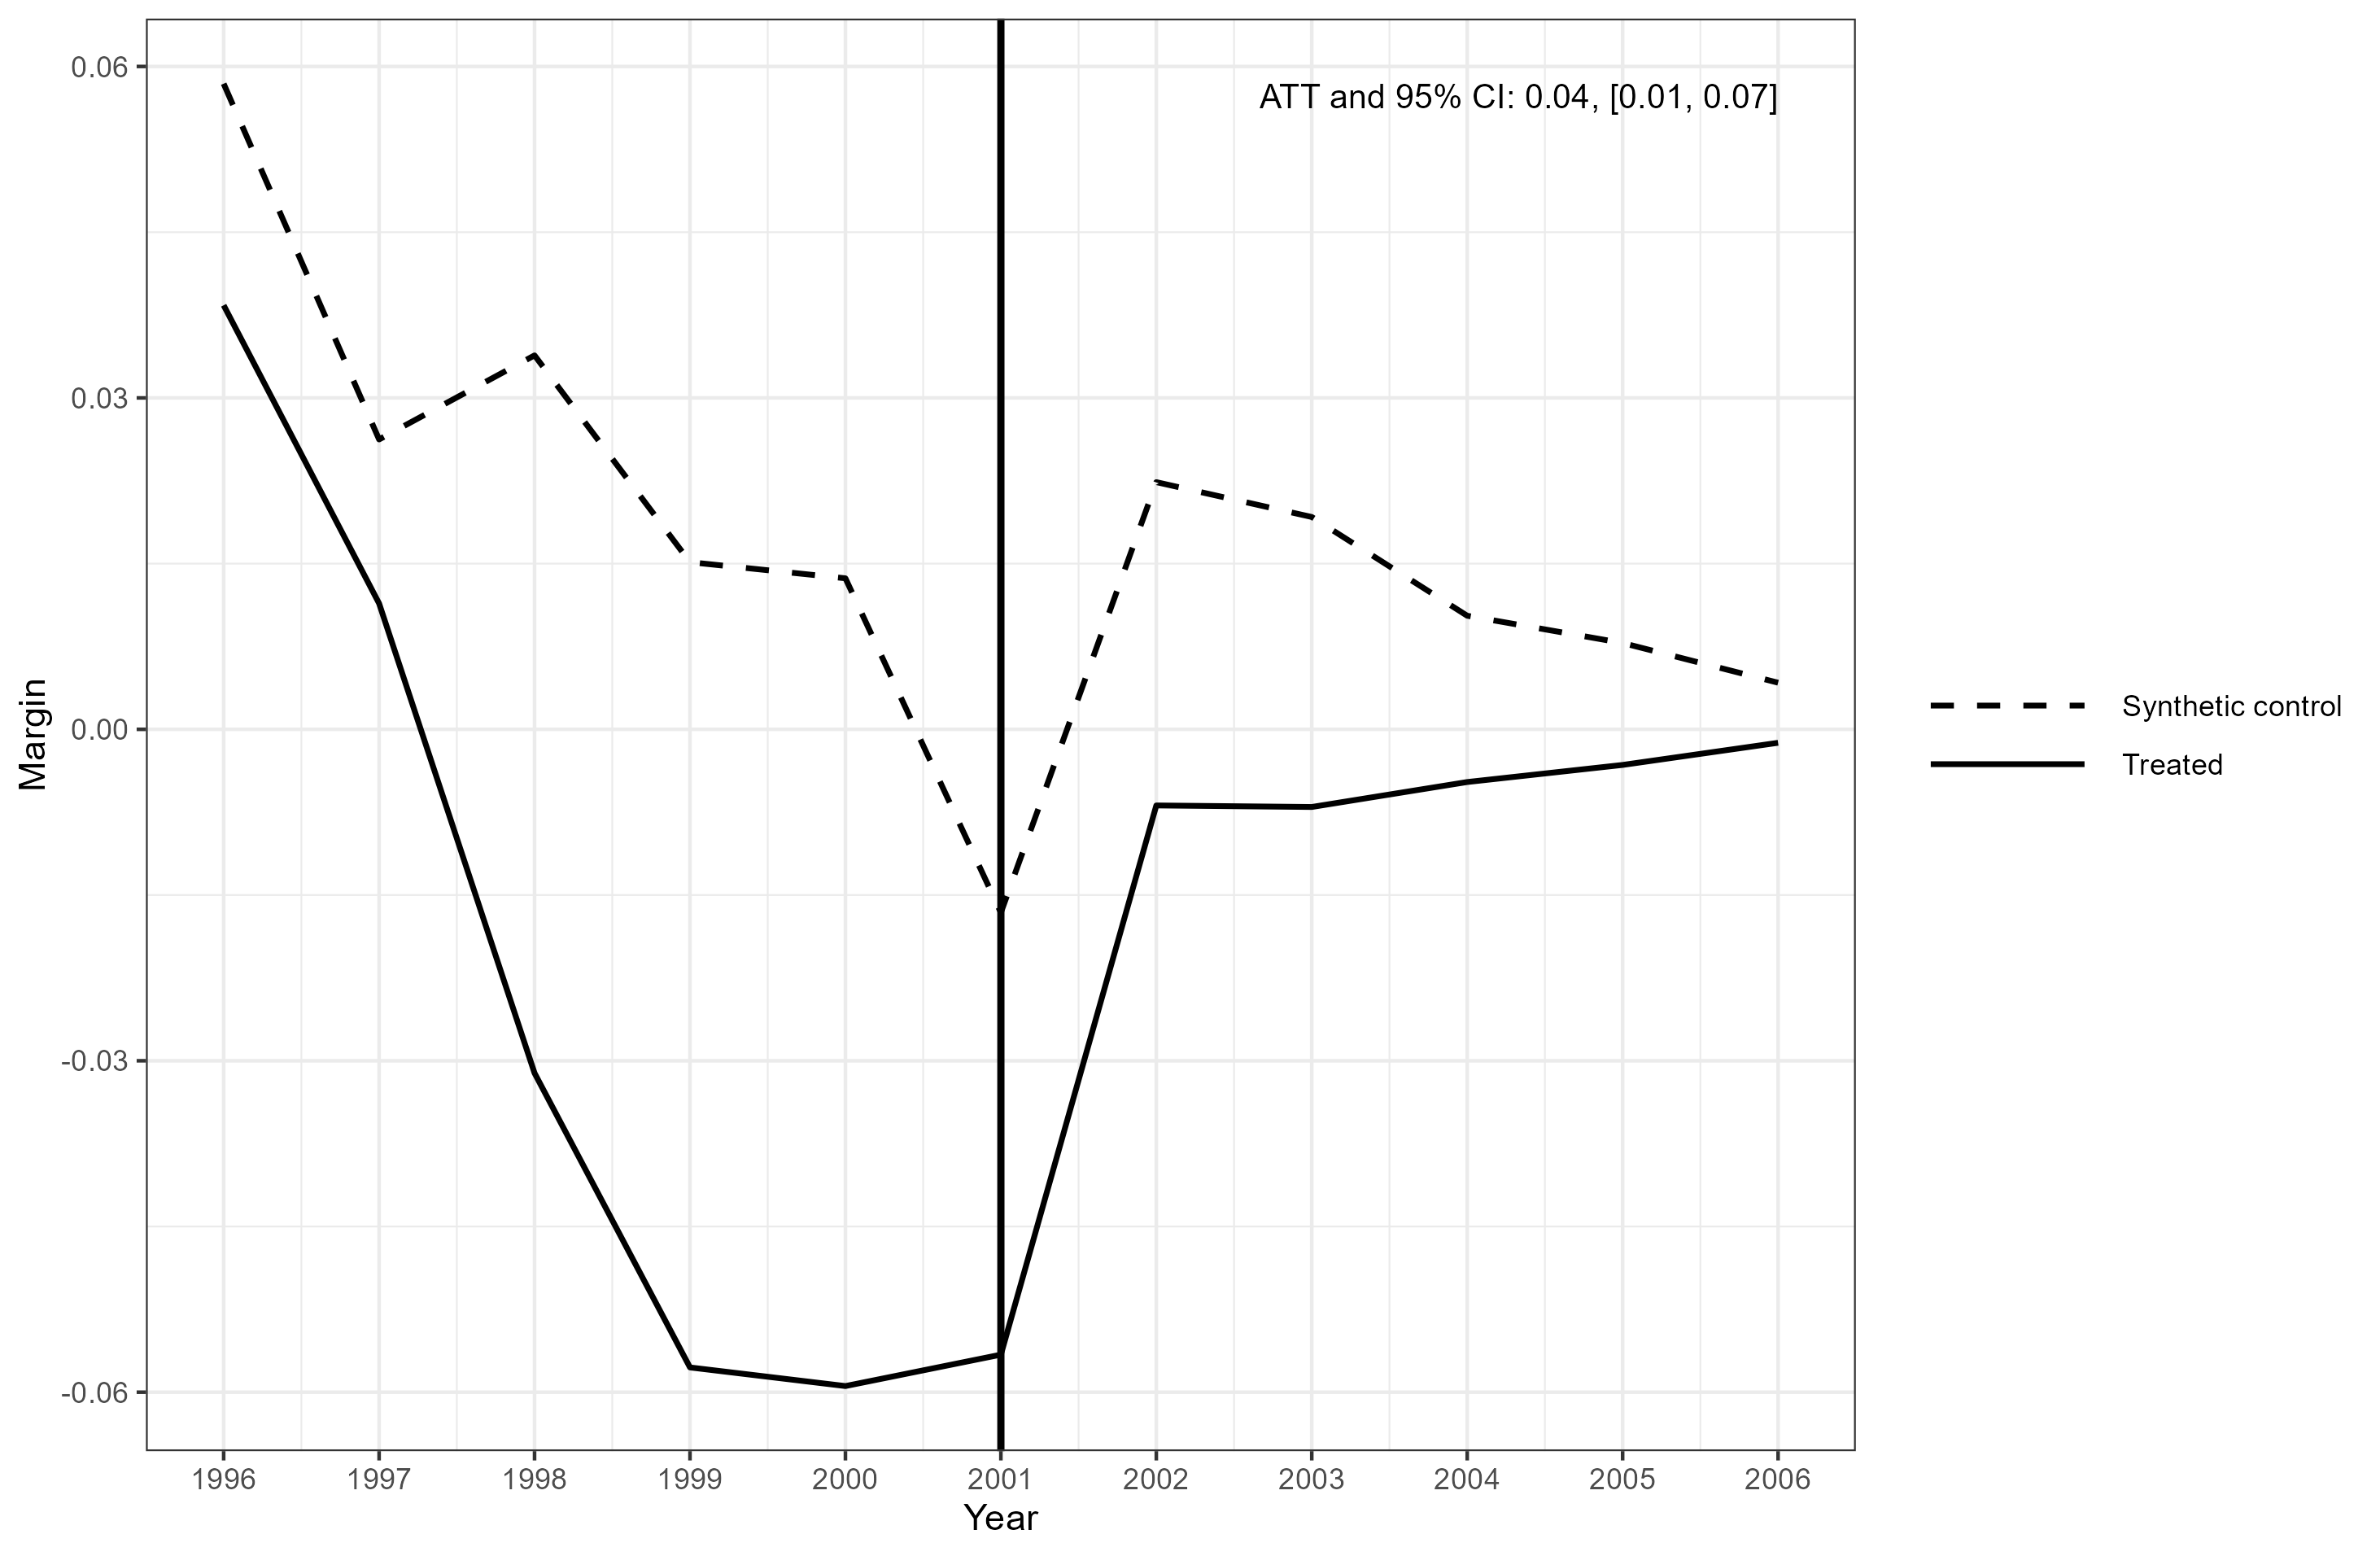 ATT and 95% CI: 0.04, [0.01, 0.07]
0.06
0.03
0.00
-0.03
-0.06
Margin
1996 1997 1998 1999 2000 2001 2002 2003 2004 2005 2006
Year
Synthetic control
Treated